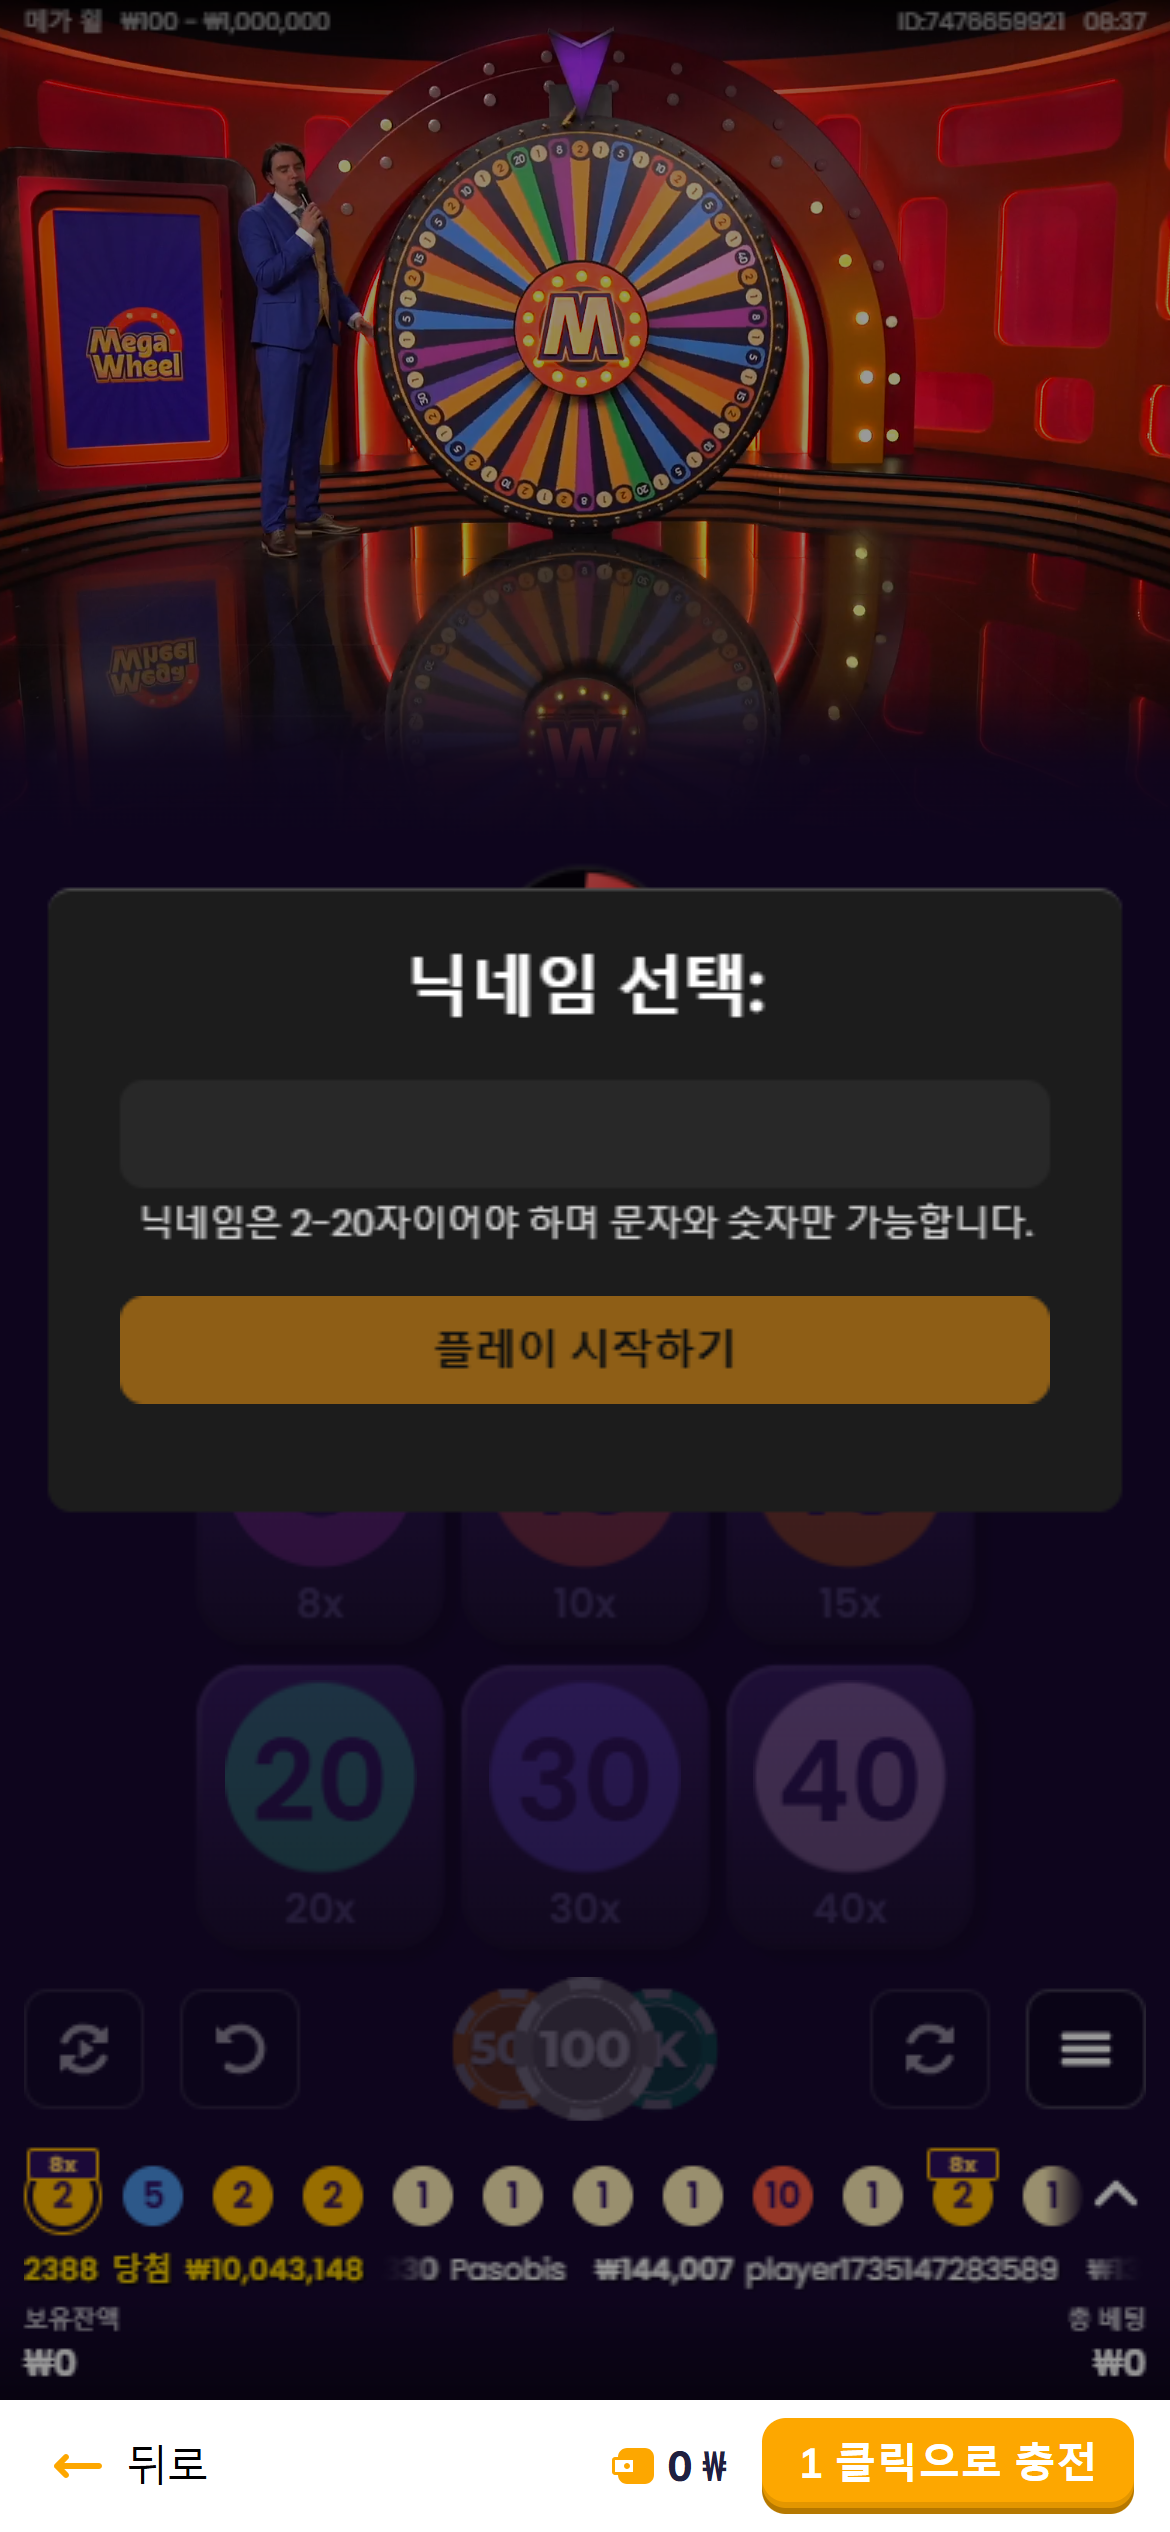 메가 휠 ₩100 - ₩1,000,000 ID:7476659921 08:37
Mega
Wheel
M
닉네임 선택:
닉네임은 2-20자이어야 하며 문자와 숫자만 가능합니다.
플레이 시작하기
8x 10x 15x
20 30 40
20x 30x 40x
100
8x 8x
2 5 2 2 1 1 1 1 10 1 2 1
2388 당첨 ₩10,043,148 Pasobis ₩144,007 player1735147283589
보유잔액 총 베팅
₩0 ₩0
뒤로 0 ₩ 1 클릭으로 충전